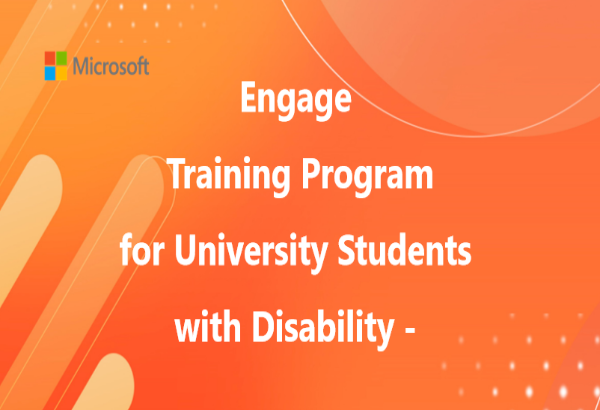 Microsoft
Engage
Training Program
for University Students
with Disability -